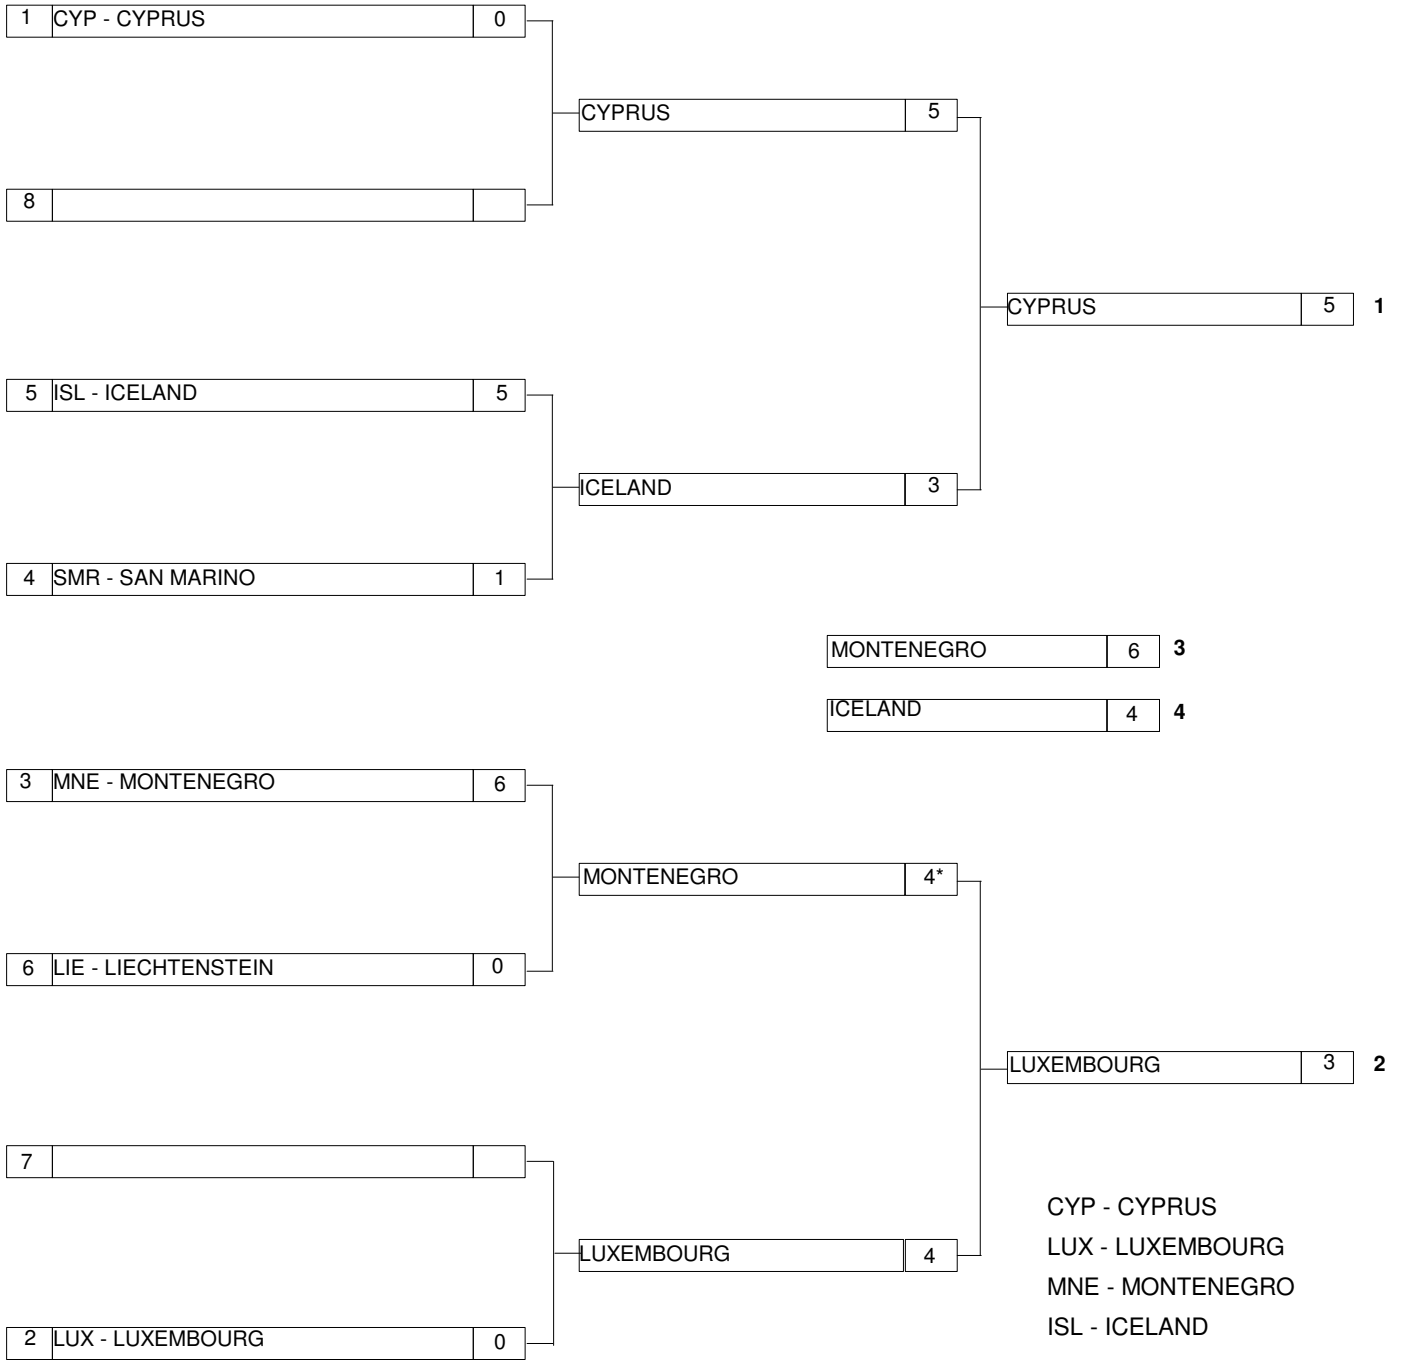 1 CYP - CYPRUS 0
CYPRUS 5
8
CYPRUS 5 1
5 ISL - ICELAND 5
ICELAND 3
4 SMR - SAN MARINO 1
MONTENEGRO 6 3
ICELAND 4 4
3 MNE - MONTENEGRO 6
MONTENEGRO 4*
6 LIE - LIECHTENSTEIN 0
LUXEMBOURG 3 2
7
LUXEMBOURG 4
2 LUX - LUXEMBOURG 0
CYP - CYPRUS
LUX - LUXEMBOURG
MNE - MONTENEGRO
ISL - ICELAND